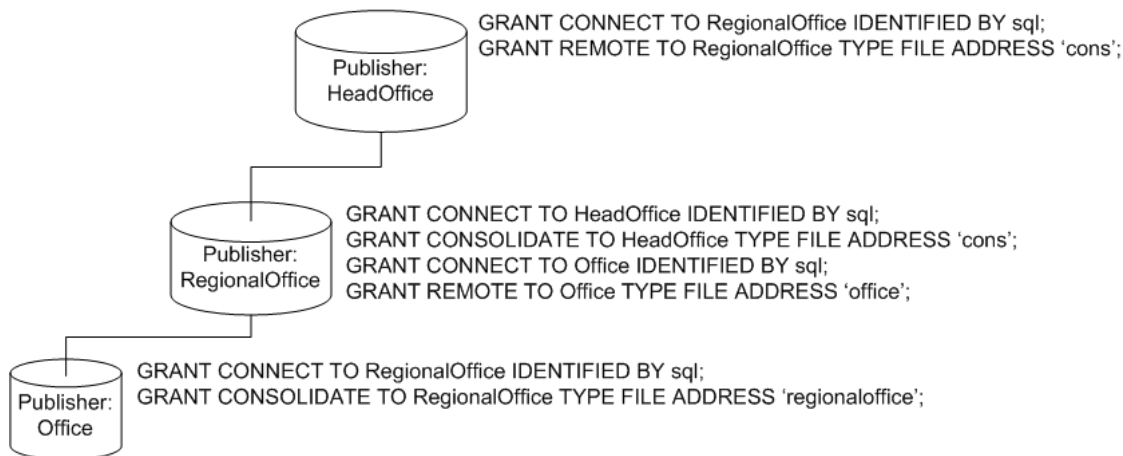 GRANT CONNECT TO RegionalOffice IDENTIFIED BY sql;
GRANT REMOTE TO RegionalOffice TYPE FILE ADDRESS ‘cons’;
Publisher:
HeadOffice
GRANT CONNECT TO HeadOffice IDENTIFIED BY sql;
GRANT CONSOLIDATE TO HeadOffice TYPE FILE ADDRESS ‘cons’;
GRANT CONNECT TO Office IDENTIFIED BY sql;
GRANT REMOTE TO Office TYPE FILE ADDRESS ‘office’;
Publisher:
RegionalOffice
GRANT CONNECT TO RegionalOffice IDENTIFIED BY sql;
GRANT CONSOLIDATE TO RegionalOffice TYPE FILE ADDRESS ‘regionaloffice’;
Publisher:
Office